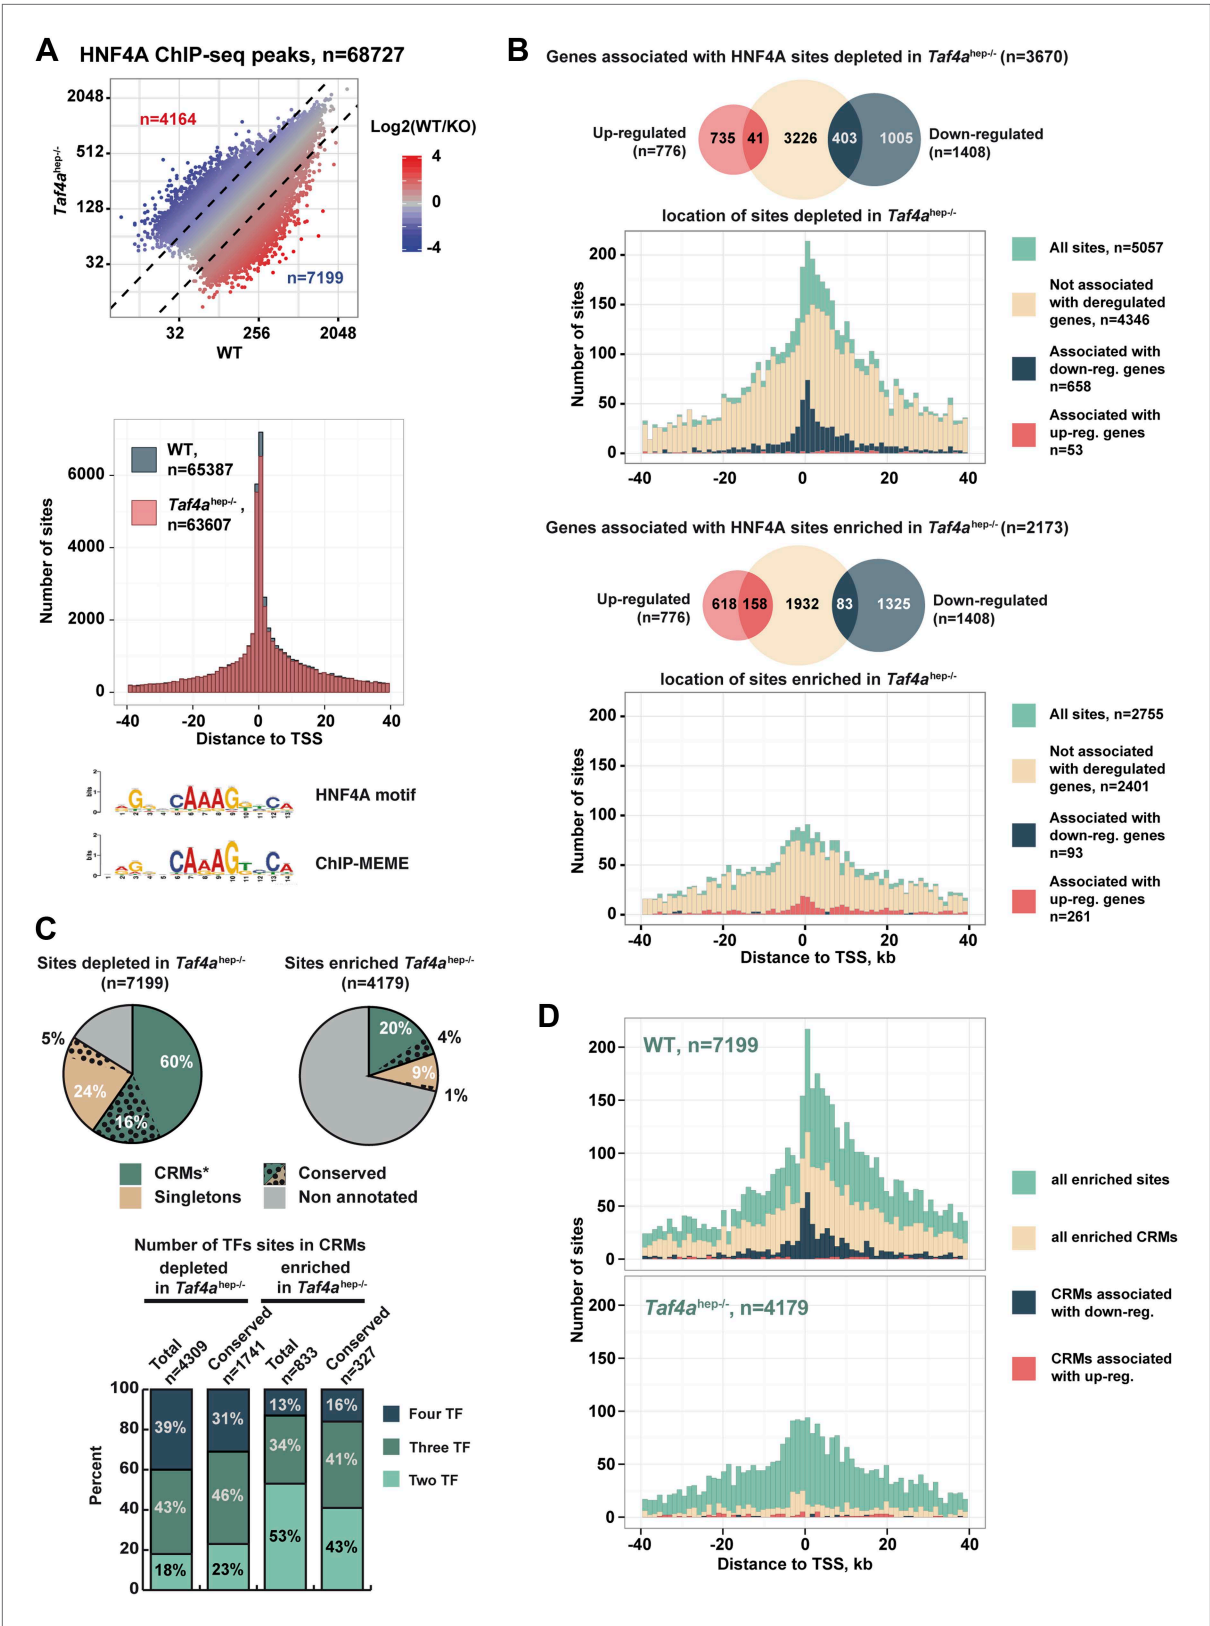 A
HNF4A ChIP-seq peaks, n=68727
2048
512
128
32
Taf4a hep-/-
n=4164
n=7199
32
256
2048
WT
Log2(WT/KO)
4
0
-4
WT,
n=65387
Taf4a hep-/- ,
n=63607
6000
4000
2000
0
Number of sites
-40
-20
0
20
40
Distance to TSS
HNF4A motif
ChIP-MEME
B
Genes associated with HNF4A sites depleted in Taf4a hep-/- (n=3670)
Up-regulated
(n=776)
735
41
3226
403
1005
Down-regulated
(n=1408)
location of sites depleted in Taf4a hep-/-
200
150
100
50
0
Number of sites
-40
-20
0
20
40
All sites, n=5057
Not associated
with deregulated
genes, n=4346
Associated with
down-reg. genes
n=658
Associated with
up-reg. genes
n=53
Genes associated with HNF4A sites enriched in Taf4a hep-/- (n=2173)
Up-regulated
(n=776)
618
158
1932
83
1325
Down-regulated
(n=1408)
location of sites enriched in Taf4a hep-/-
200
150
100
50
0
Number of sites
-40
-20
0
20
40
Distance to TSS, kb
All sites, n=2755
Not associated
with deregulated
genes, n=2401
Associated with
down-reg. genes
n=93
Associated with
up-reg. genes
n=261
C
Sites depleted in Taf4a hep-/-
(n=7199)
5%
60%
24%
16%
Sites enriched Taf4a hep-/-
(n=4179)
20%
4%
9%
1%
CRMs*
Conserved
Singletons
Non annotated
Number of TFs sites in CRMs
depleted
in Taf4a hep-/-
enriched
in Taf4a hep-/-
Total
n=4309
Conserved
n=1741
Total
n=833
Conserved
n=327
100
80
60
40
20
0
Percent
39%
43%
18%
31%
46%
23%
13%
34%
53%
16%
41%
43%
Four TF
Three TF
Two TF
D
WT, n=7199
200
150
100
50
0
Number of sites
Taf4a hep-/-, n=4179
200
150
100
50
0
-40
-20
0
20
40
Distance to TSS, kb
all enriched sites
all enriched CRMs
CRMs associated
with down-reg.
CRMs associated
with up-reg.